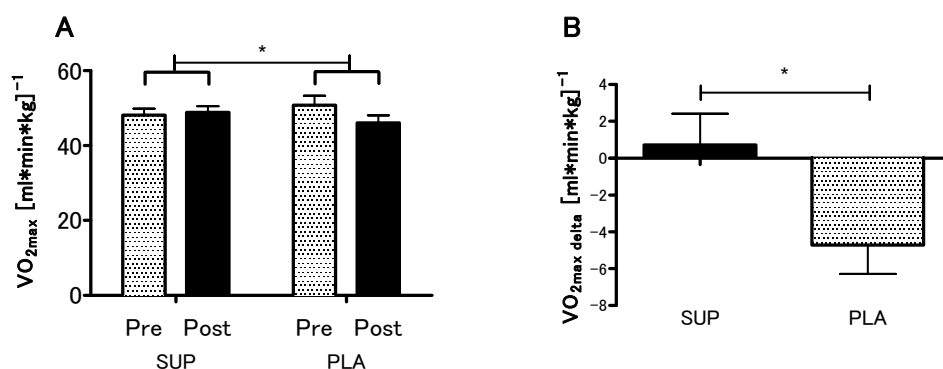 A
*
VO2max [ml*min*kg]-1
60
40
20
0
Pre Post Pre Post
SUP PLA
B
*
VO2max delta [ml*min*kg]-1
4
2
0
-2
-4
-6
-8
SUP PLA